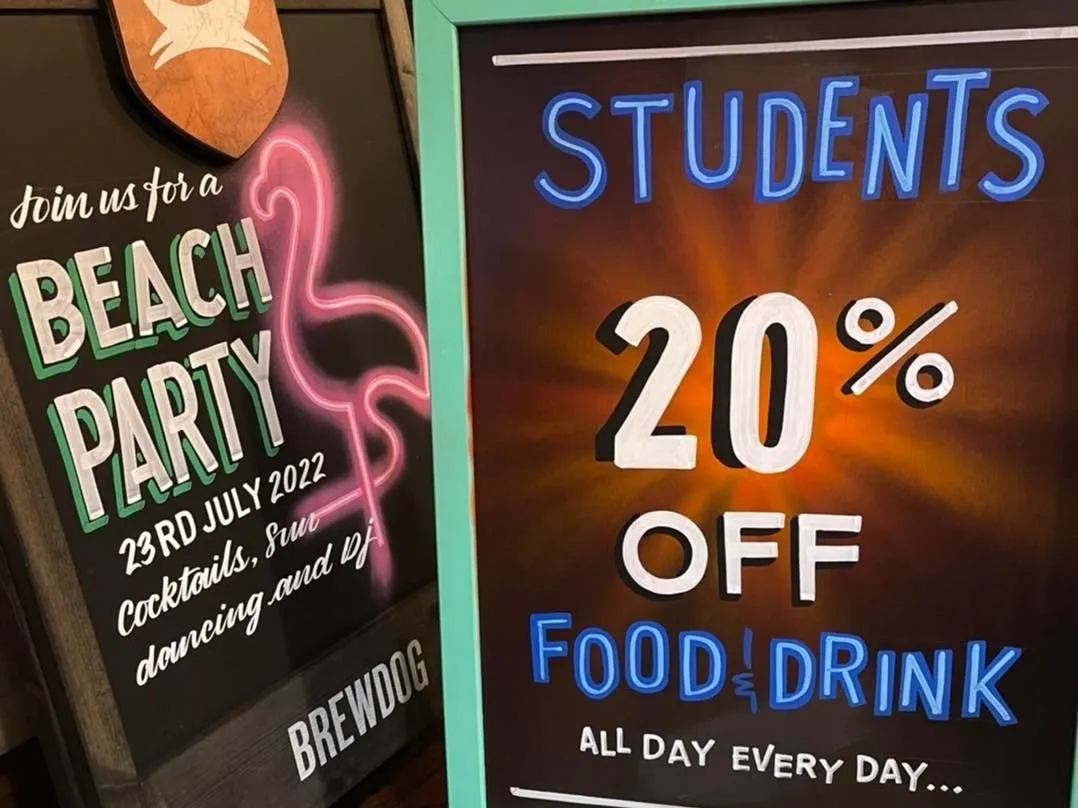 Join us for a
BEACH
PARTY
23RD JULY 2022
Cocktails, Sun
dancing and Dj
BREWDOG
STUDENTS
20%
OFF
FOOD & DRINK
ALL DAY EVERY DAY...